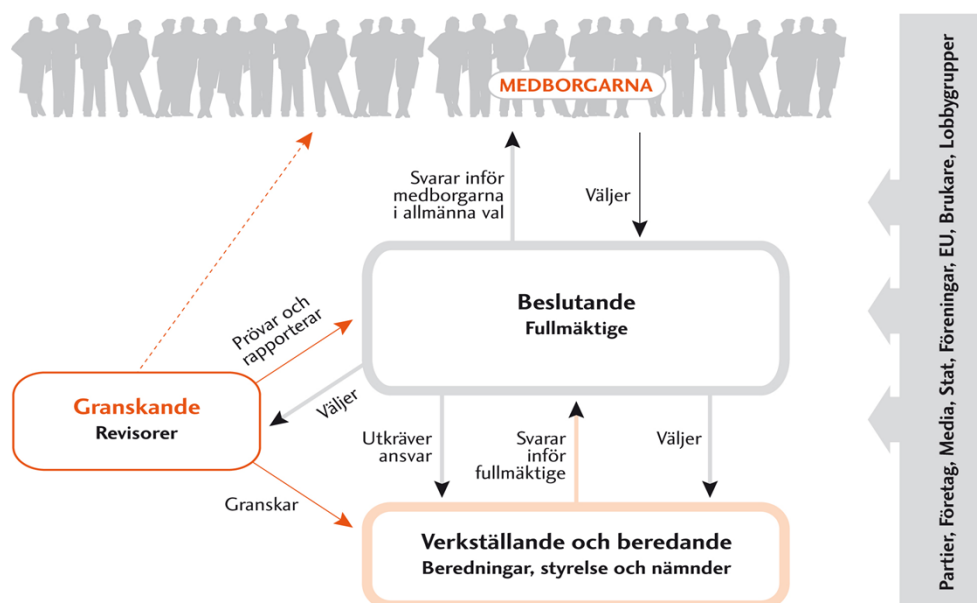 MEDBORGARNA
Svarar inför
medborgarna
i allmänna val
Väljer
Beslutande
Fullmäktige
Prövar och
rapporterar
Väljer
Granskande
Revisorer
Utkräver
ansvar
Svarar
inför
fullmäktige
Väljer
Granskar
Verkställande och beredande
Beredningar, styrelse och nämnder
Partier, Företag, Media, Stat, Föreningar, EU, Brukare, Lobbygrupper